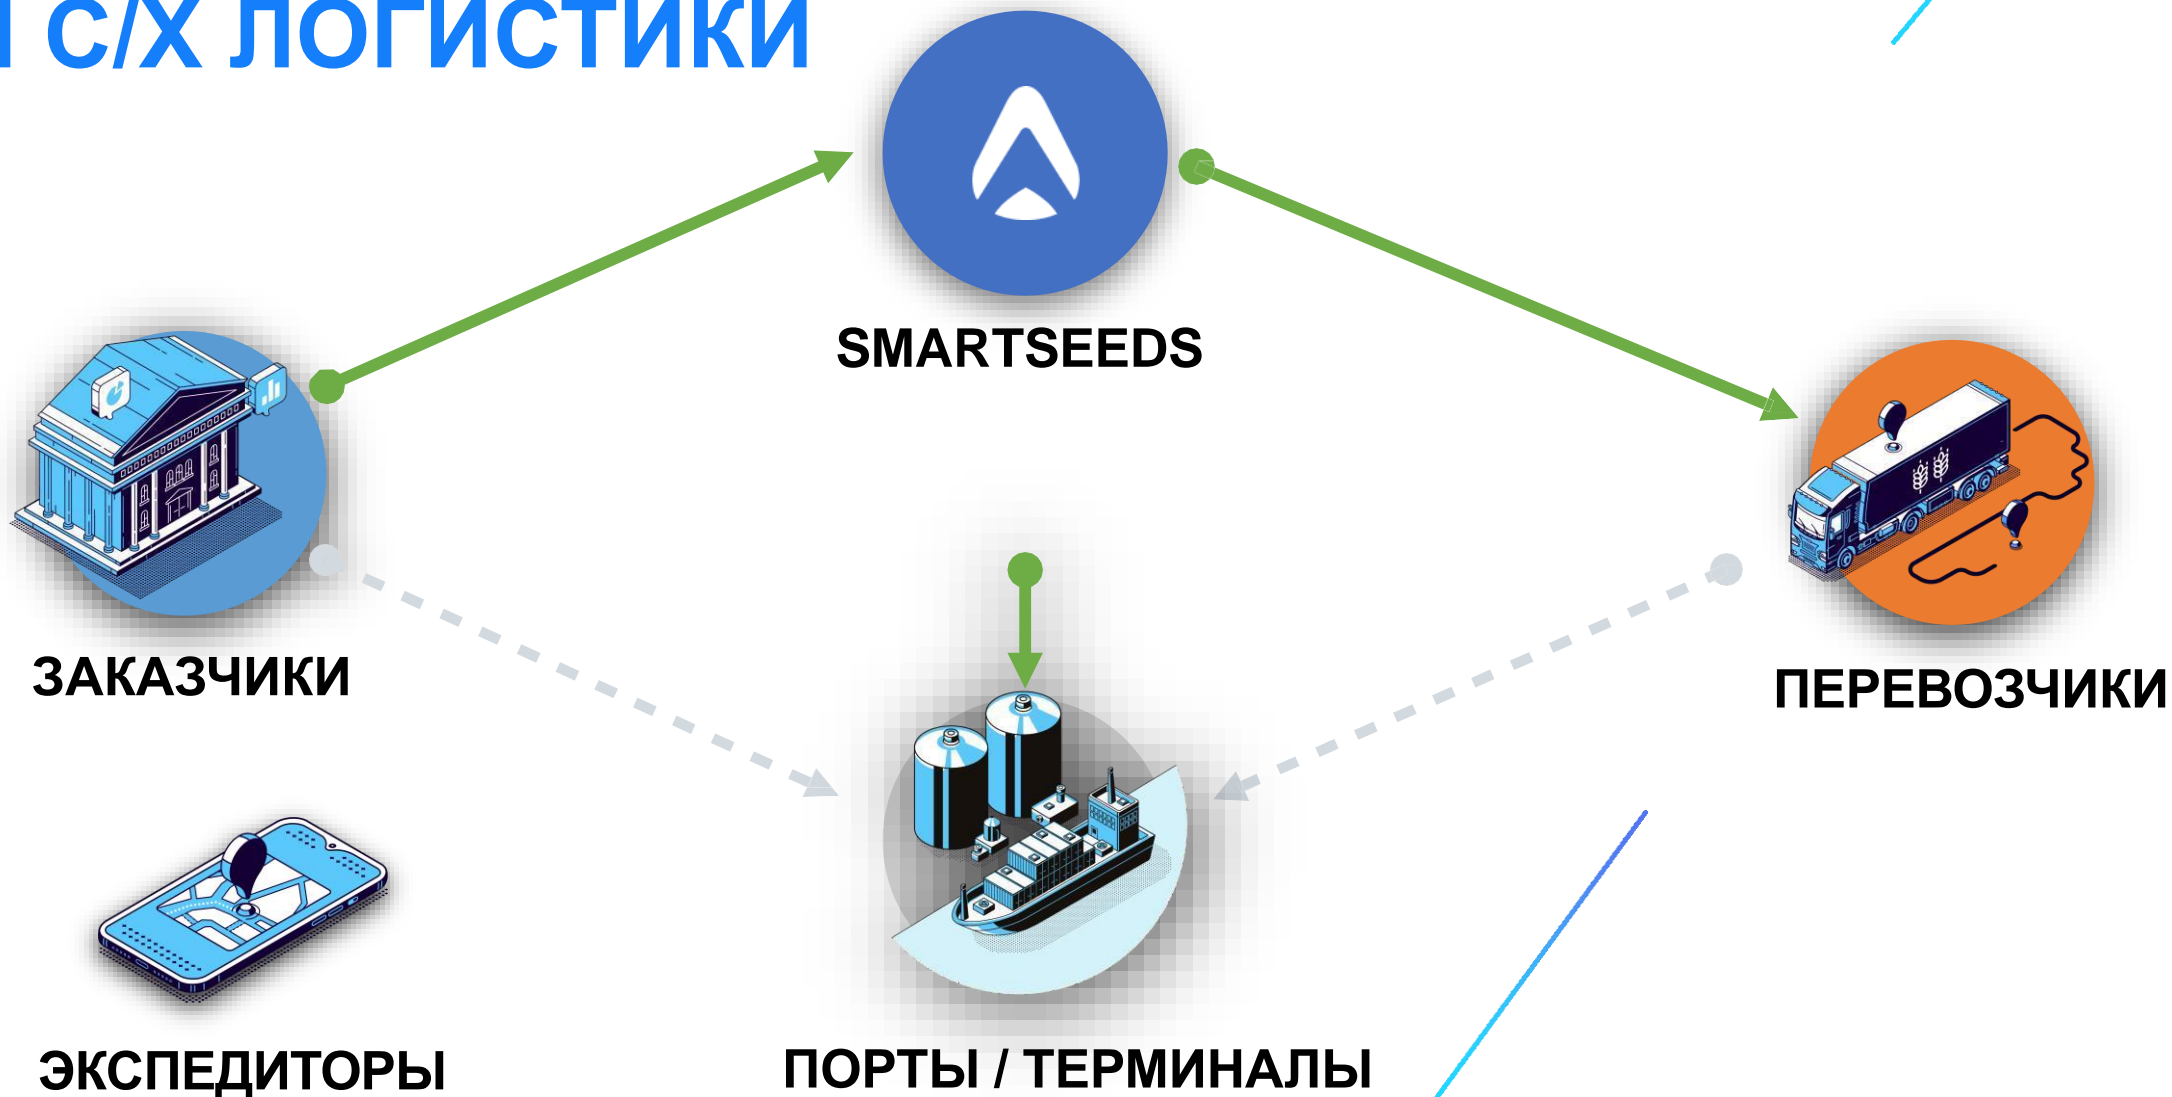 С/Х ЛОГИСТИКИ
SMARTSEEDS
ЗАКАЗЧИКИ
ПЕРЕВОЗЧИКИ
ЭКСПЕДИТОРЫ
ПОРТЫ / ТЕРМИНАЛЫ